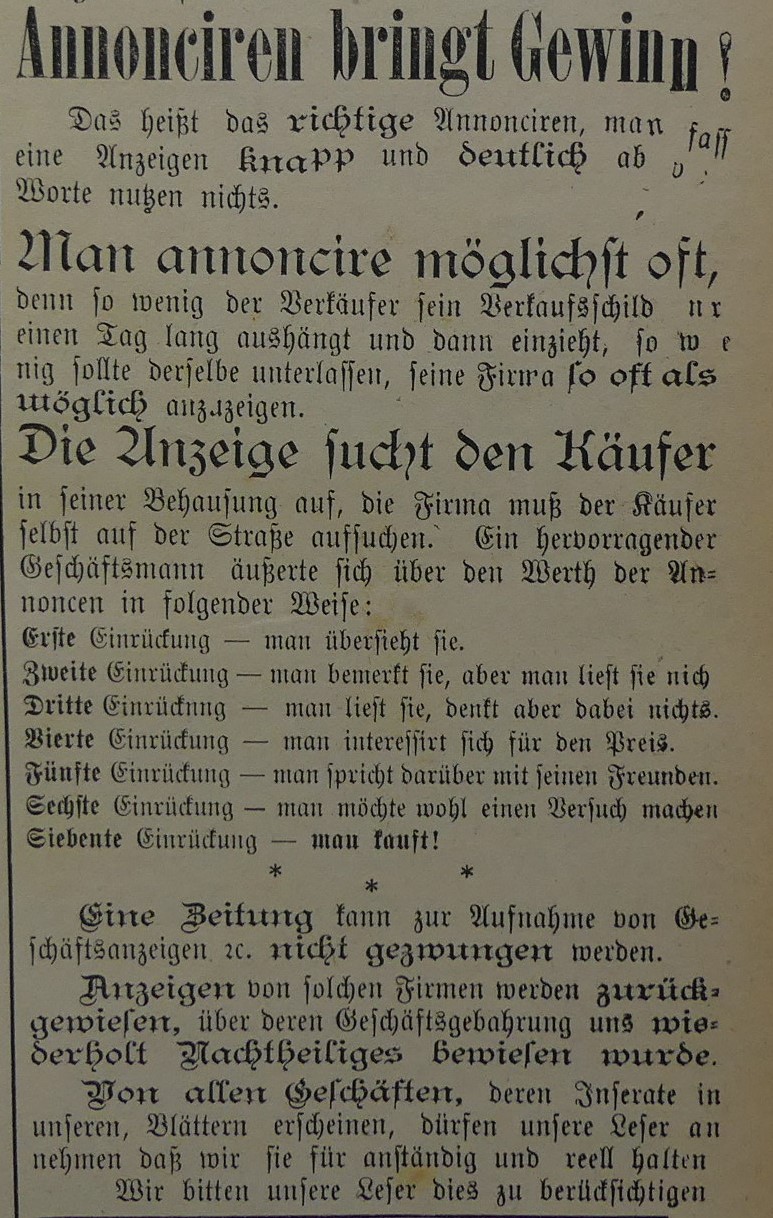 Annonciren bringt Gewinn!
Das heißt das richtige Annonciren, man fass
eine Anzeigen knapp und deutlich ab
Worte nutzen nichts.
Man annoncire möglichst oft,
denn so wenig der Verkäufer sein Verkaufsschild n r
einen Tag lang aushängt und dann einzieht, so w e
nig sollte derselbe unterlassen, seine Firma so oft als
möglich anzuzeigen.
Die Anzeige sucht den Käufer
in seiner Behausung auf, die Firma muß der Käufer
selbst auf der Straße aufsuchen. Ein hervorragender
Geschäftsmann äußerte sich über den Werth der An-
noncen in folgender Weise:
Erste Einrückung — man übersieht sie.
Zweite Einrückung — man bemerkt sie, aber man liest sie nich
Dritte Einrücknng — man liest sie, denkt aber dabei nichts.
Vierte Einrückung — man interessirt sich für den Preis.
Fünfte Einrückung — man spricht darüber mit seinen Freunden.
Sechste Einrückung — man möchte wohl einen Versuch machen
Siebente Einrückung — man kauft!
* * *
Eine Zeitung kann zur Aufnahme von Ge-
schäftsanzeigen ꝛc. nicht gezwungen werden.
Anzeigen von solchen Firmen werden zurück-
gewiesen, über deren Geschäftsgebahrung uns wie-
derholt Nachtheiliges bewiesen wurde.
Von allen Geschäften, deren Inserate in
unseren, Blättern erscheinen, dürfen unsere Leser an
nehmen daß wir sie für anständig und reell halten
Wir bitten unsere Leser dies zu berücksichtigen